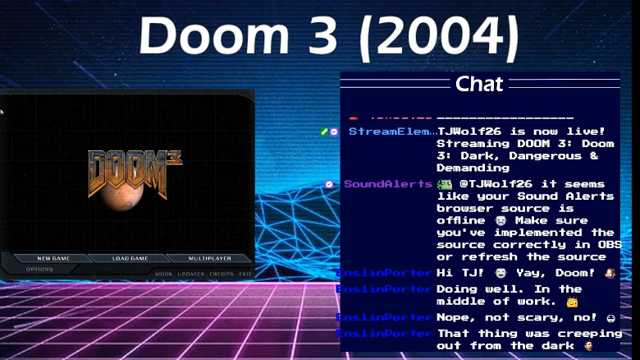 Doom 3 (2004)
Chat
StreamElem… TJWolf26 is now live!
Streaming DOOM 3: Doom
3: Dark, Dangerous &
Demanding
SoundAlerts @TJWolf26 it seems
like your Sound Alerts
browser source is
offline Make sure
you've implemented the
source correctly in OBS
or refresh the source
EnslinPorter Hi TJ! Yay, Doom!
EnslinPorter Doing well. In the
middle of work.
EnslinPorter Nope, not scary, no!
EnslinPorter That thing was creeping
out from the dark
DOOM 3
NEW GAME LOAD GAME MULTIPLAYER
OPTIONS MODS UPDATES CREDITS EXIT